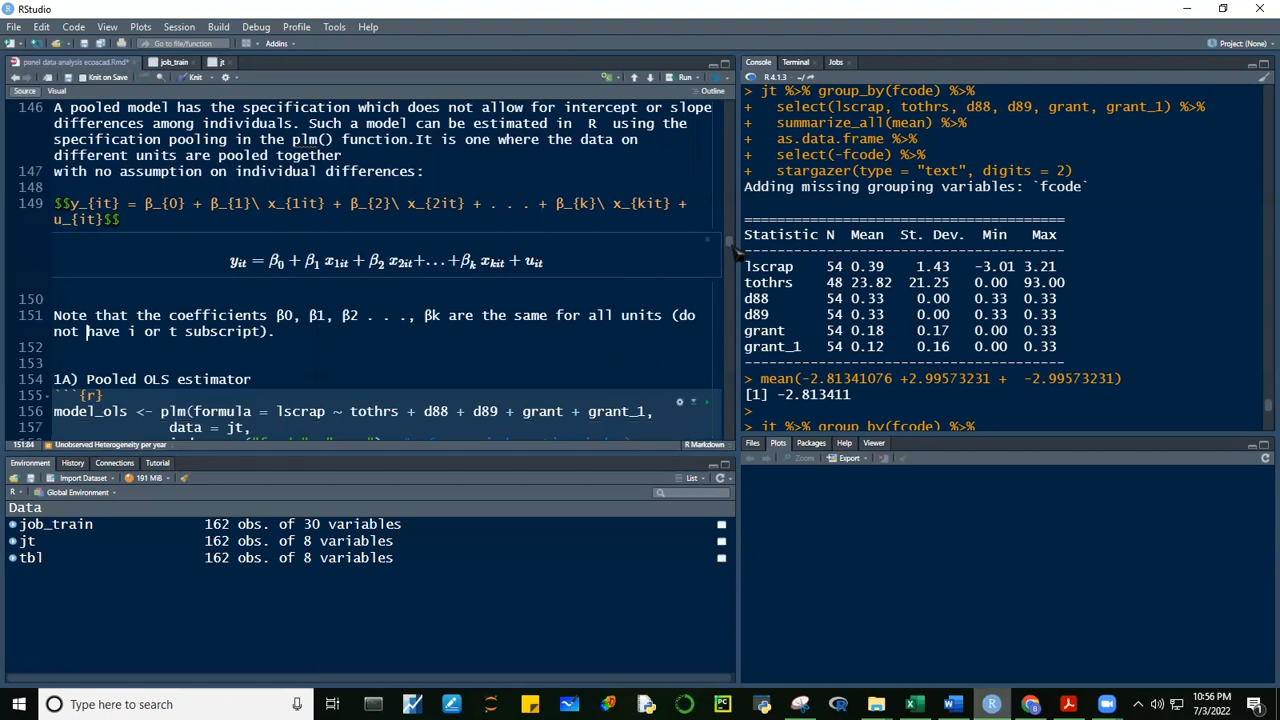 RStudio
File Edit Code View Plots Session Build Debug Profile Tools Help
Go to file/function Addins Project: (None)
panel data analysis ecoacad.Rmd* job_train jt
Knit on Save Knit Run
Source Visual Outline
146 A pooled model has the specification which does not allow for intercept or slope
differences among individuals. Such a model can be estimated in R using the
specification pooling in the plm() function.It is one where the data on
different units are pooled together
147 with no assumption on individual differences:
148
149 $$y_{it} = β_{0} + β_{1}\ x_{1it} + β_{2}\ x_{2it} + . . . + β_{k}\ x_{kit} +
u_{it}$$
yit = β0 + β1 x1it + β2 x2it+...+βk xkit + uit
150
151 Note that the coefficients β0, β1, β2 . . ., βk are the same for all units (do
not have i or t subscript).
152
153
154 1A) Pooled OLS estimator
155 ```{r}
156 model_ols <- plm(formula = lscrap ~ tothrs + d88 + d89 + grant + grant_1,
157 data = jt,
151:84 Unobserved Heterogeneity per year R Markdown
Console Terminal Jobs
R 4.1.3 · ~/
> jt %>% group_by(fcode) %>%
+ select(lscrap, tothrs, d88, d89, grant, grant_1) %>%
+ summarize_all(mean) %>%
+ as.data.frame %>%
+ select(-fcode) %>%
+ stargazer(type = "text", digits = 2)
Adding missing grouping variables: `fcode`
========================================
Statistic N Mean St. Dev. Min Max
----------------------------------------
lscrap 54 0.39 1.43 -3.01 3.21
tothrs 48 23.82 21.25 0.00 93.00
d88 54 0.33 0.00 0.33 0.33
d89 54 0.33 0.00 0.33 0.33
grant 54 0.18 0.17 0.00 0.33
grant_1 54 0.12 0.16 0.00 0.33
----------------------------------------
> mean(-2.81341076 +2.99573231 + -2.99573231)
[1] -2.813411
>
> jt %>% group_by(fcode) %>%
Environment History Connections Tutorial
Import Dataset 191 MiB List
R Global Environment
Data
job_train 162 obs. of 30 variables
jt 162 obs. of 8 variables
tbl 162 obs. of 8 variables
Files Plots Packages Help Viewer
Zoom Export
Type here to search
10:56 PM
7/3/2022